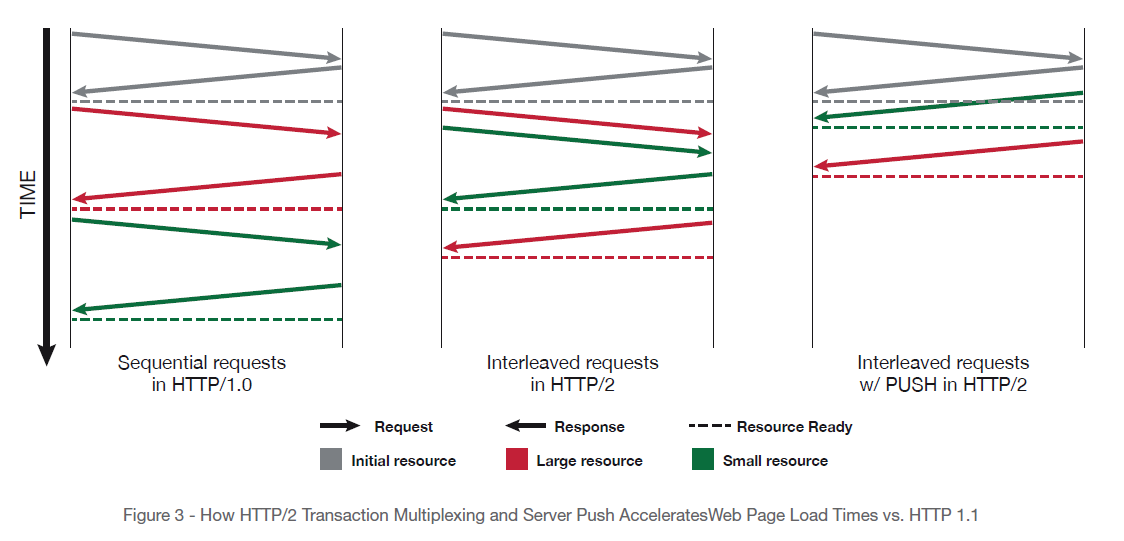 TIME
Sequential requests
in HTTP/1.0
Interleaved requests
in HTTP/2
Interleaved requests
w/ PUSH in HTTP/2
Request
Response
Resource Ready
Initial resource
Large resource
Small resource
Figure 3 - How HTTP/2 Transaction Multiplexing and Server Push AcceleratesWeb Page Load Times vs. HTTP 1.1